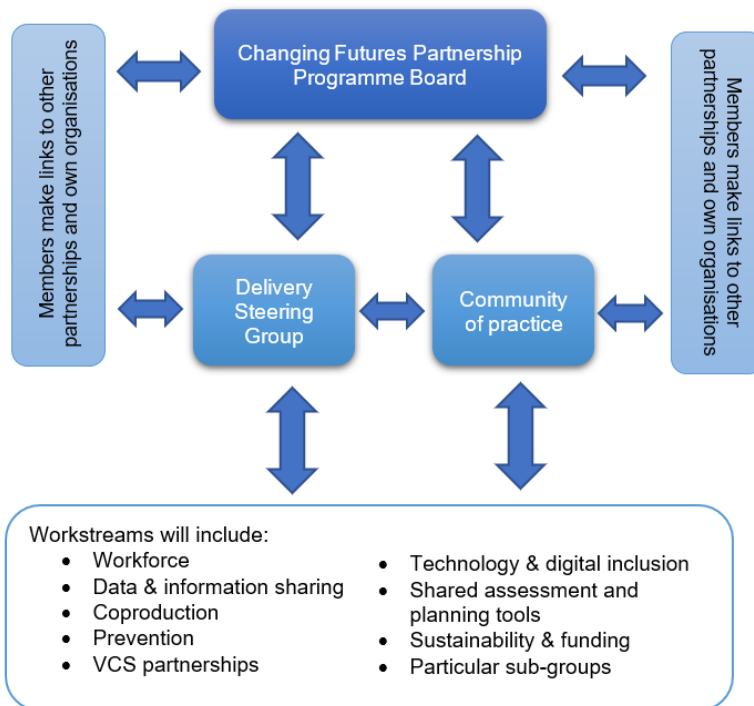 Changing Futures Partnership
Programme Board
Members make links to other
partnerships and own organisations
Members make links to other
partnerships and own organisations
Delivery
Steering
Group
Community
of practice
Workstreams will include:
• Workforce
• Data & information sharing
• Coproduction
• Prevention
• VCS partnerships
• Technology & digital inclusion
• Shared assessment and
planning tools
• Sustainability & funding
• Particular sub-groups